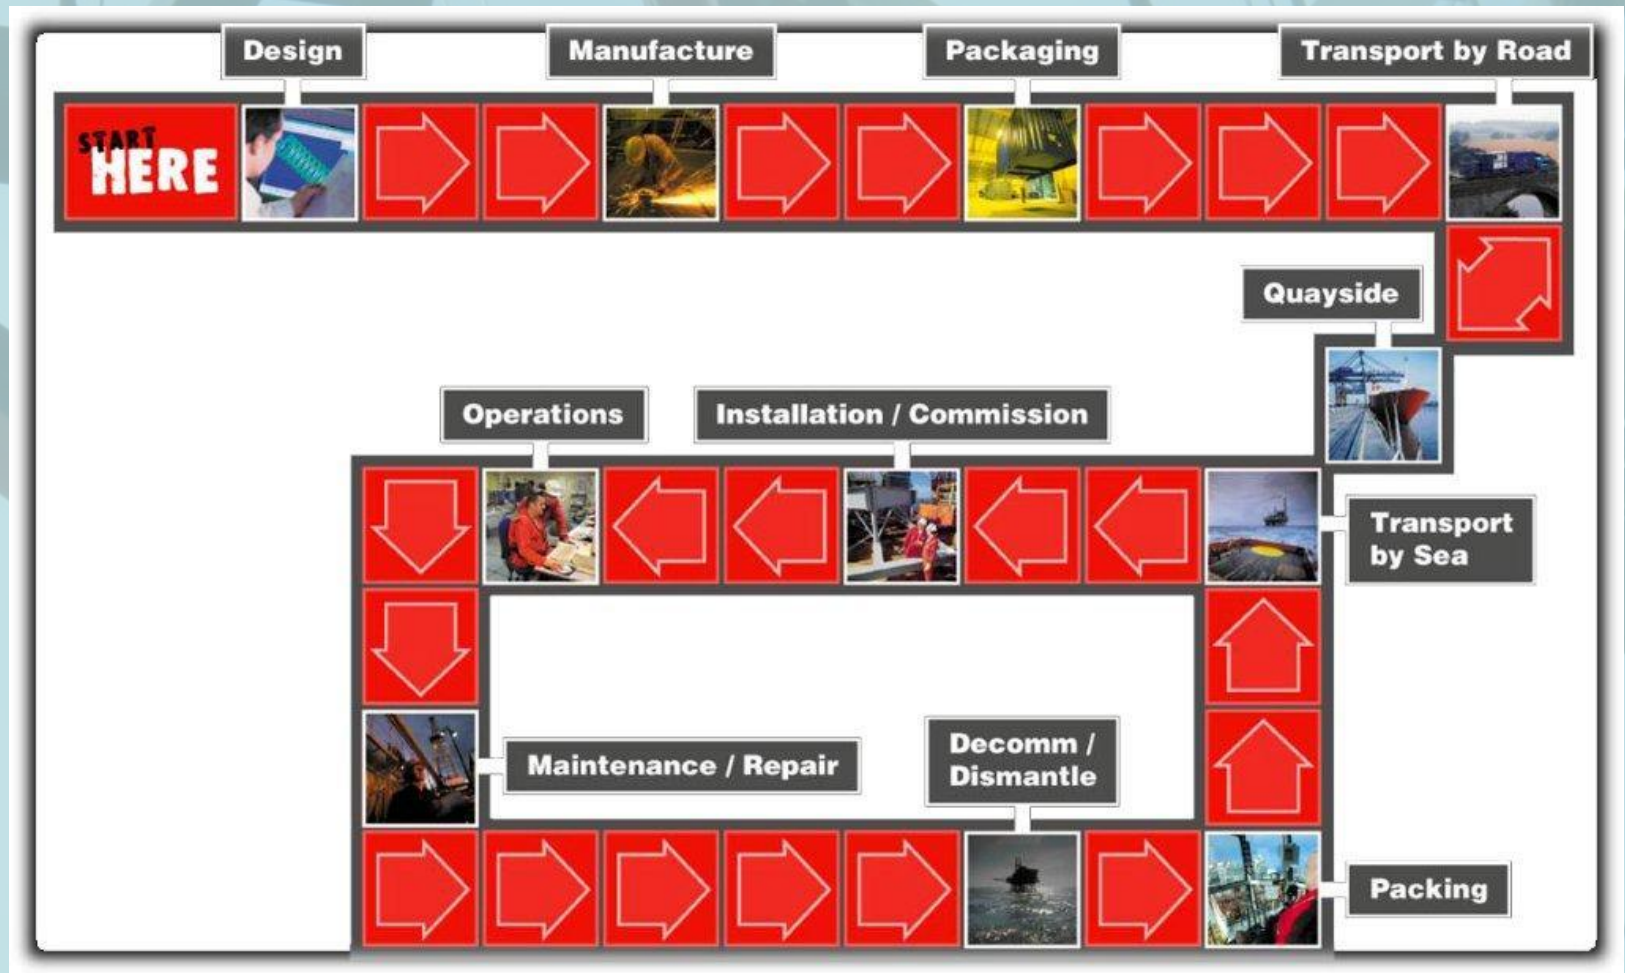 Design
Manufacture
Packaging
Transport by Road
START
HERE
Quayside
Operations
Installation / Commission
Transport
by Sea
Maintenance / Repair
Decomm /
Dismantle
Packing